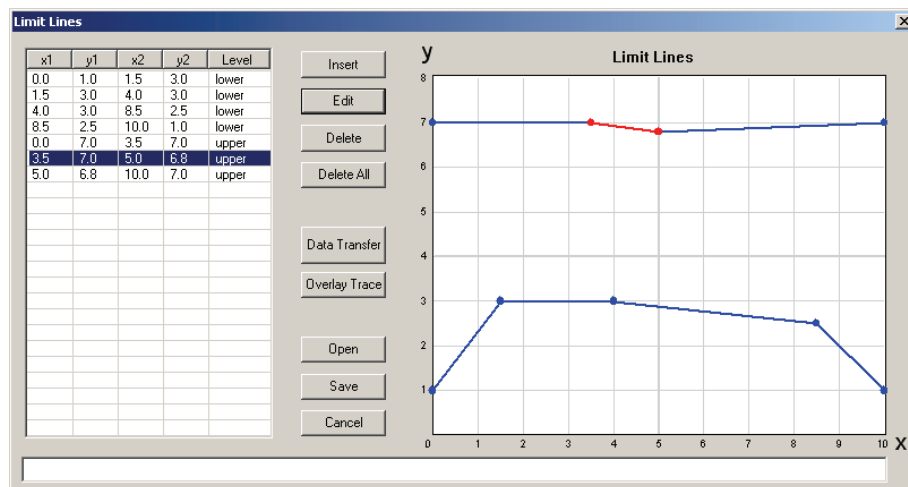 Limit Lines
x1 y1 x2 y2 Level
0.0 1.0 1.5 3.0 lower
1.5 3.0 4.0 3.0 lower
4.0 3.0 8.5 2.5 lower
8.5 2.5 10.0 1.0 lower
0.0 7.0 3.5 7.0 upper
3.5 7.0 5.0 6.8 upper
5.0 6.8 10.0 7.0 upper
Insert
Edit
Delete
Delete All
Data Transfer
Overlay Trace
Open
Save
Cancel
y
Limit Lines
8
7
6
5
4
3
2
1
0 1 2 3 4 5 6 7 8 9 10 X